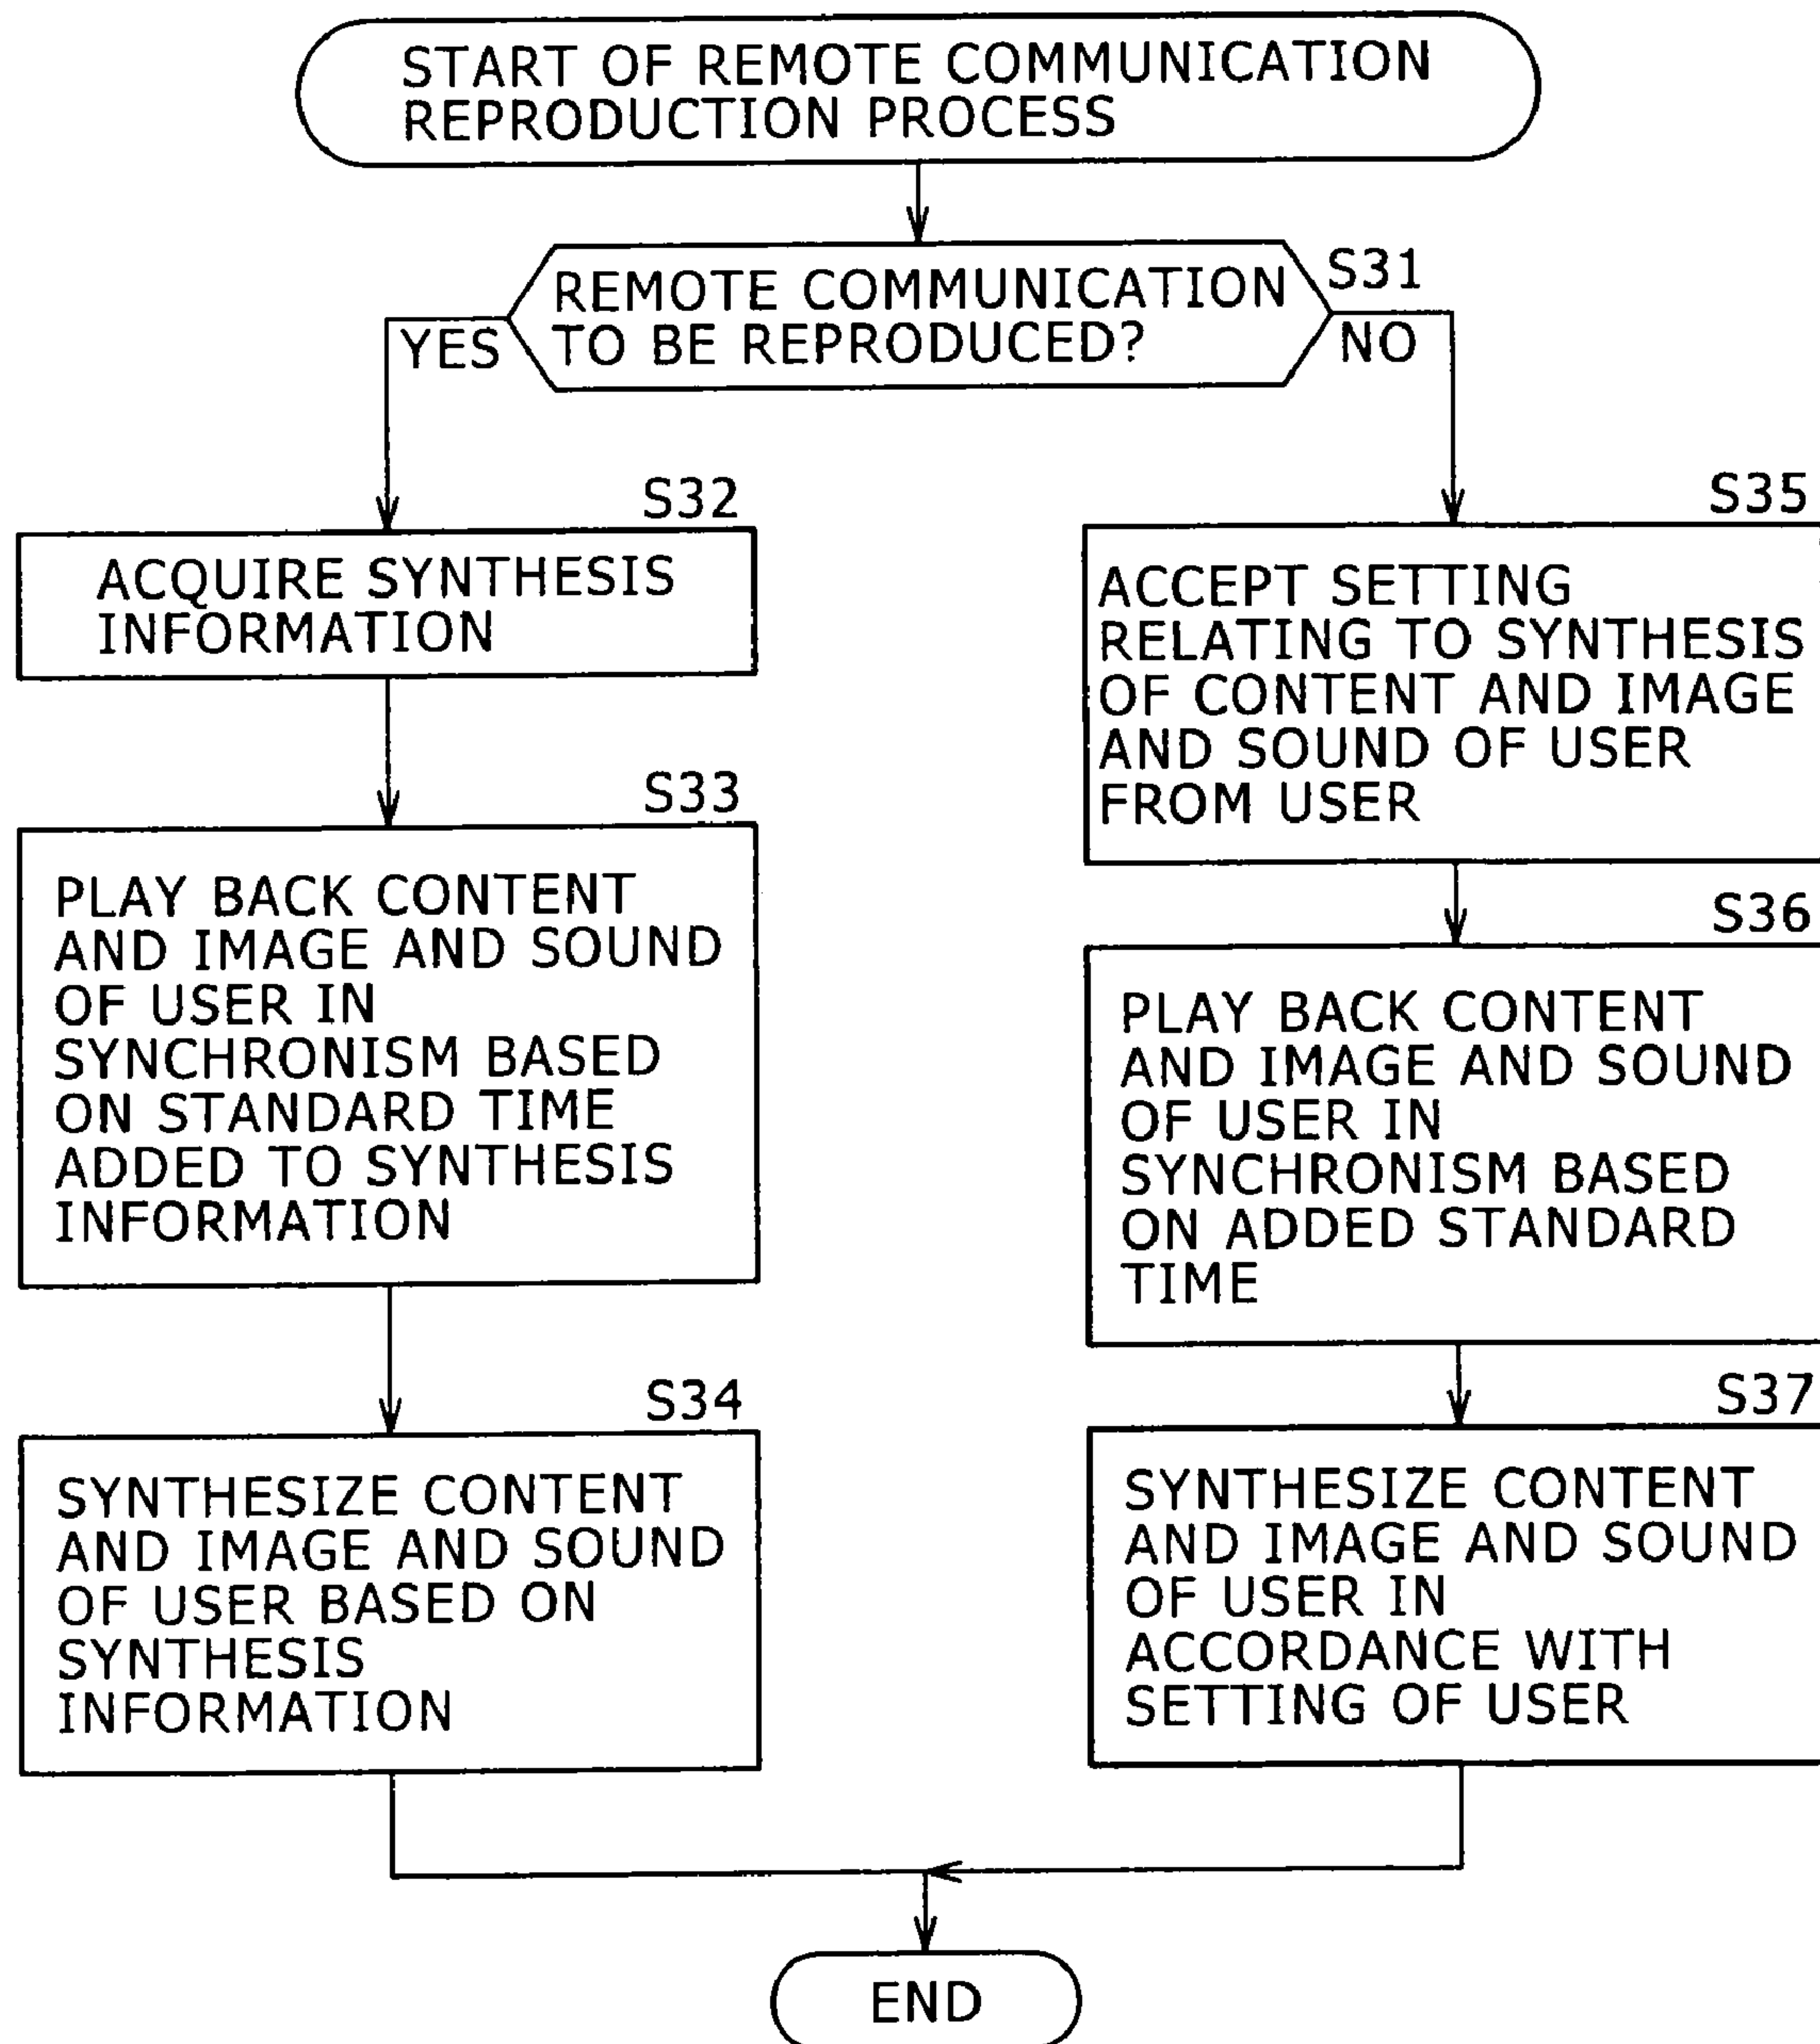 START OF REMOTE COMMUNICATION
REPRODUCTION PROCESS
REMOTE COMMUNICATION
TO BE REPRODUCED?
S31
YES
NO
S32
ACQUIRE SYNTHESIS
INFORMATION
S33
PLAY BACK CONTENT
AND IMAGE AND SOUND
OF USER IN
SYNCHRONISM BASED
ON STANDARD TIME
ADDED TO SYNTHESIS
INFORMATION
S34
SYNTHESIZE CONTENT
AND IMAGE AND SOUND
OF USER BASED ON
SYNTHESIS
INFORMATION
S35
ACCEPT SETTING
RELATING TO SYNTHESIS
OF CONTENT AND IMAGE
AND SOUND OF USER
FROM USER
S36
PLAY BACK CONTENT
AND IMAGE AND SOUND
OF USER IN
SYNCHRONISM BASED
ON ADDED STANDARD
TIME
S37
SYNTHESIZE CONTENT
AND IMAGE AND SOUND
OF USER IN
ACCORDANCE WITH
SETTING OF USER
END